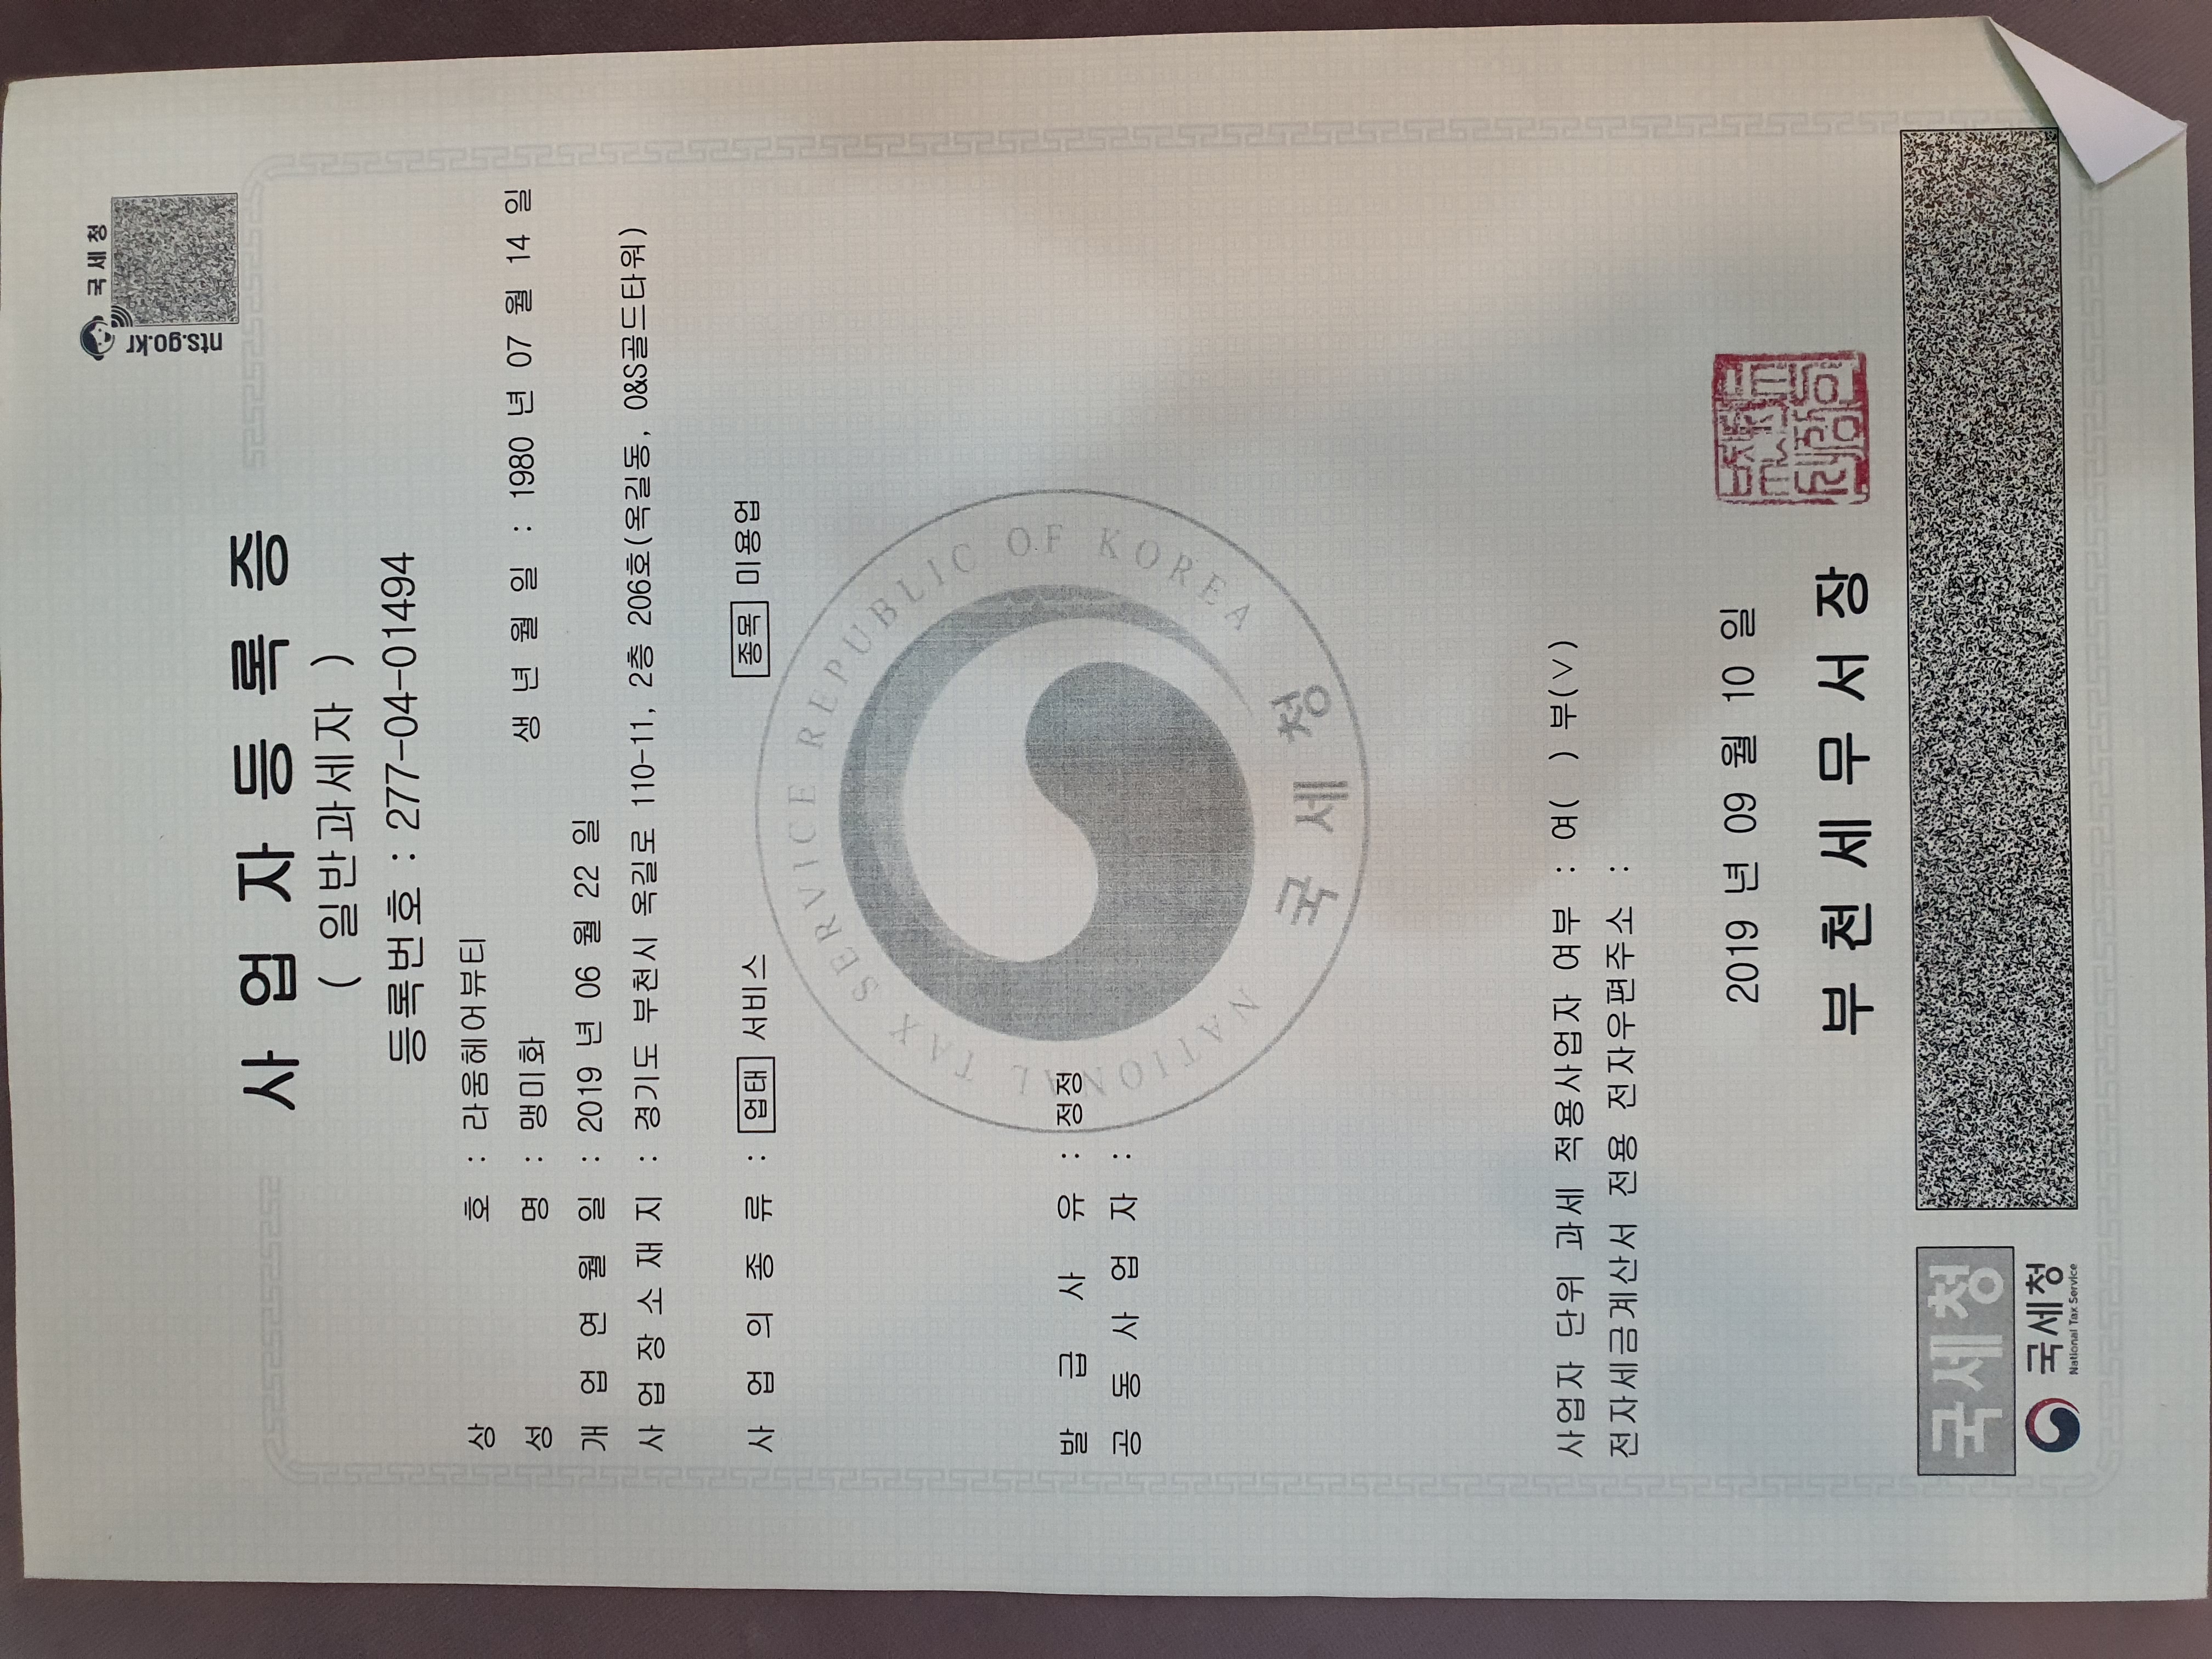 국세청
nts.go.kr
사업자등록증
( 일반과세자 )
등록번호 : 277-04-01494
상 호 : 라움헤어뷰티
성 명 : 맹미화 생 년 월 일 : 1980 년 07 월 14 일
개 업 연 월 일 : 2019 년 06 월 22 일
사 업 장 소 재 지 : 경기도 부천시 옥길로 110-11, 2층 206호(옥길동, O&S골드타워)
사 업 의 종 류 : 업태 서비스 종목 미용업
NATIONAL TAX SERVICE REPUBLIC OF KOREA
국세청
발 급 사 유 : 정정
공 동 사 업 자 :
사업자 단위 과세 적용사업자 여부 : 여( ) 부(∨)
전자세금계산서 전용 전자우편주소 :
2019 년 09 월 10 일
부 천 세 무 서 장
국세청
국세청
National Tax Service